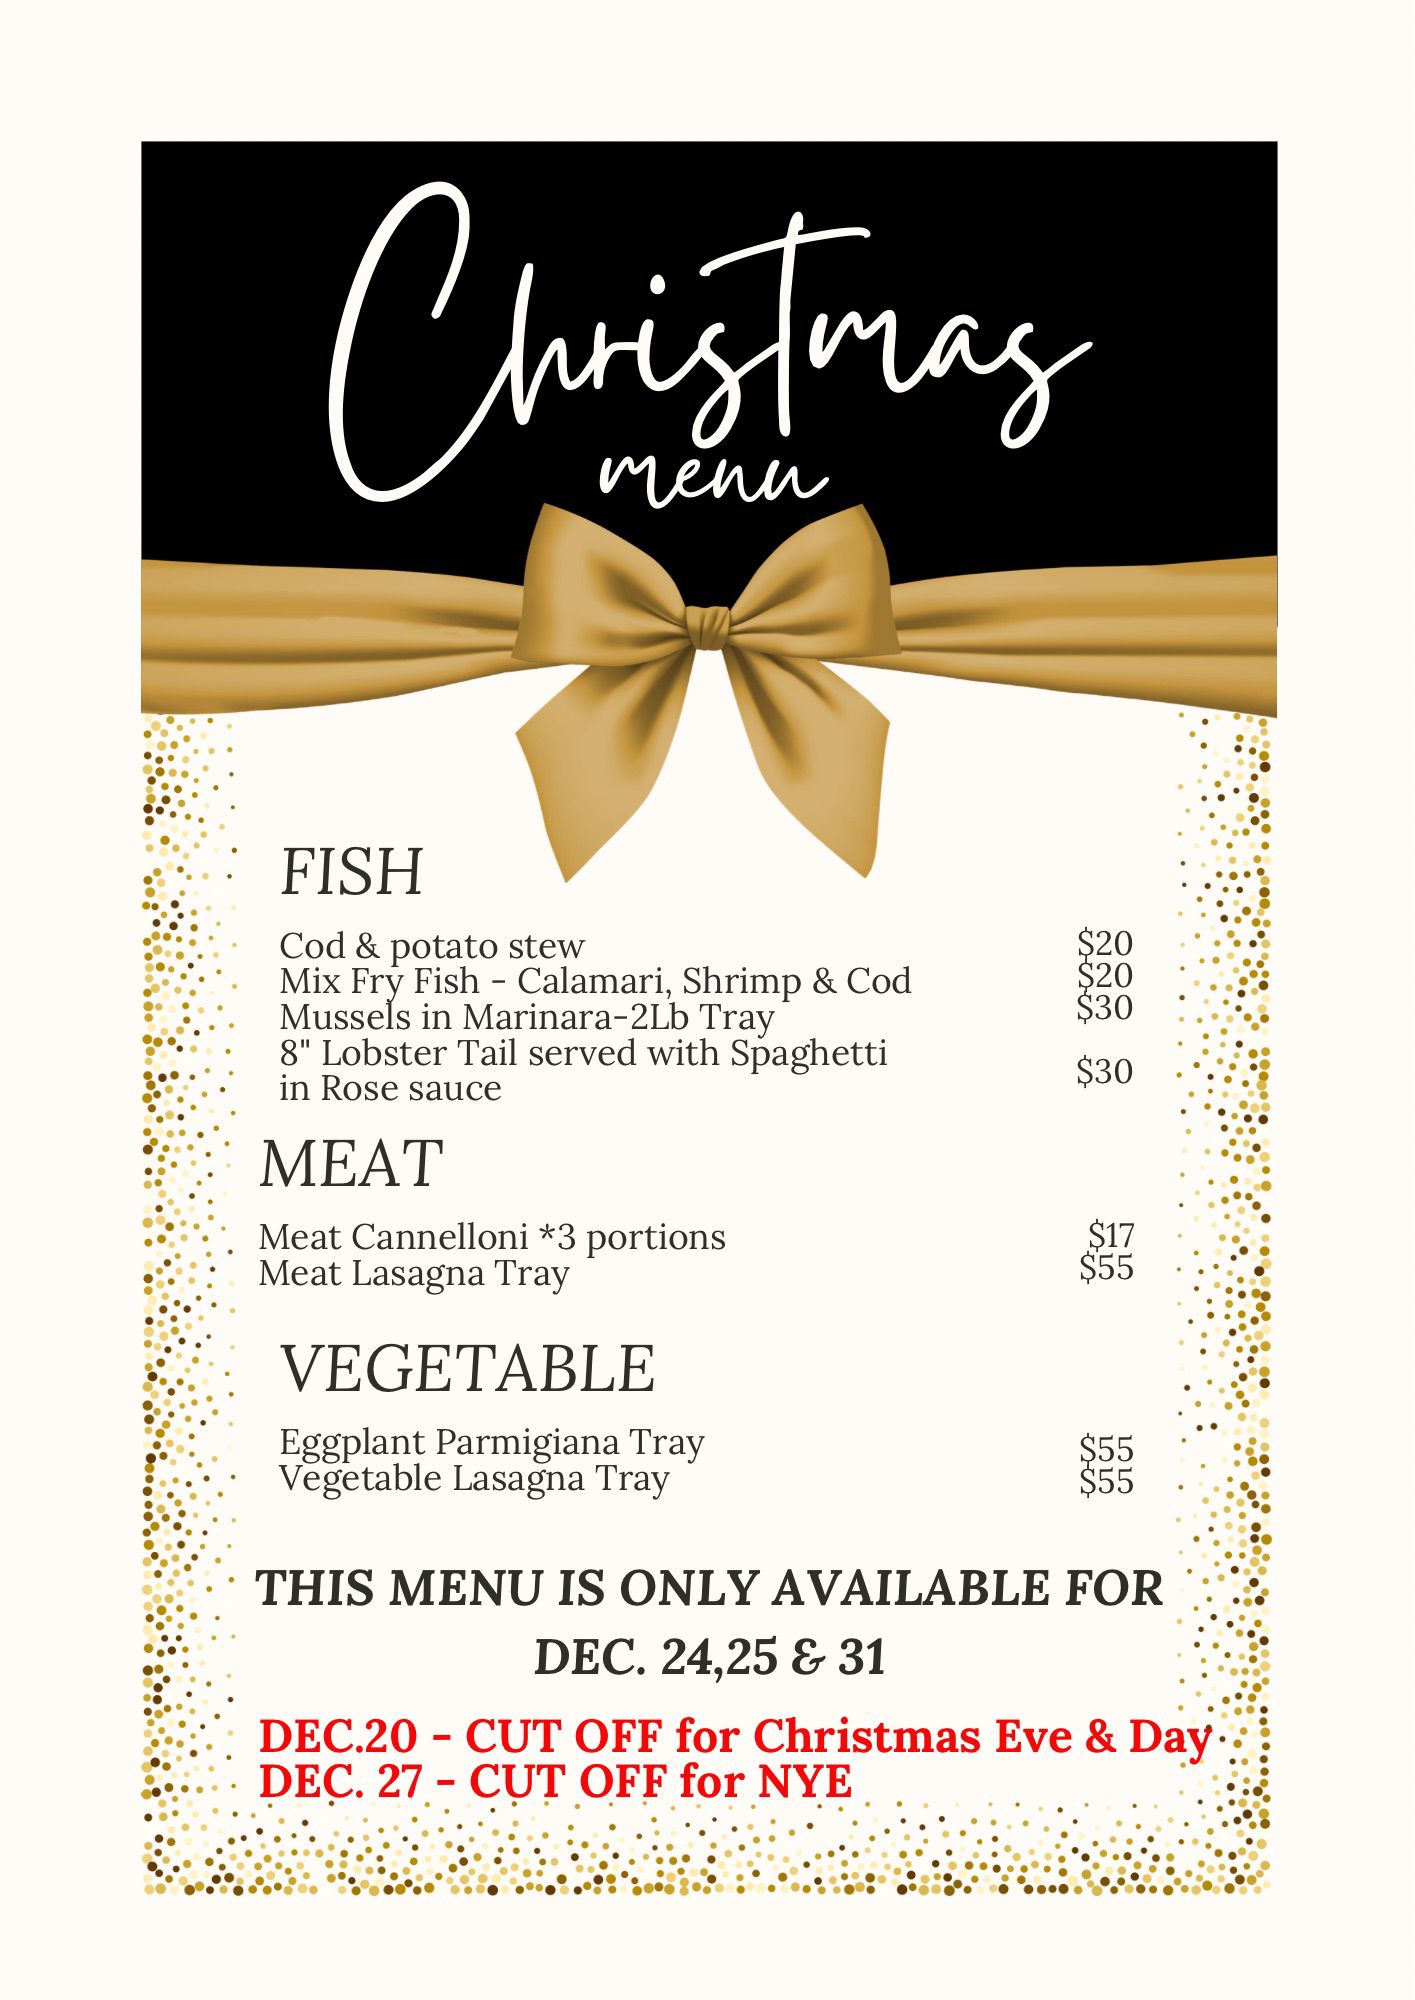 Christmas
menu
FISH
Cod & potato stew $20
Mix Fry Fish - Calamari, Shrimp & Cod $20
Mussels in Marinara-2Lb Tray $30
8" Lobster Tail served with Spaghetti $30
in Rose sauce
MEAT
Meat Cannelloni *3 portions $17
Meat Lasagna Tray $55
VEGETABLE
Eggplant Parmigiana Tray $55
Vegetable Lasagna Tray $55
THIS MENU IS ONLY AVAILABLE FOR
DEC. 24,25 & 31
DEC.20 - CUT OFF for Christmas Eve & Day
DEC. 27 - CUT OFF for NYE